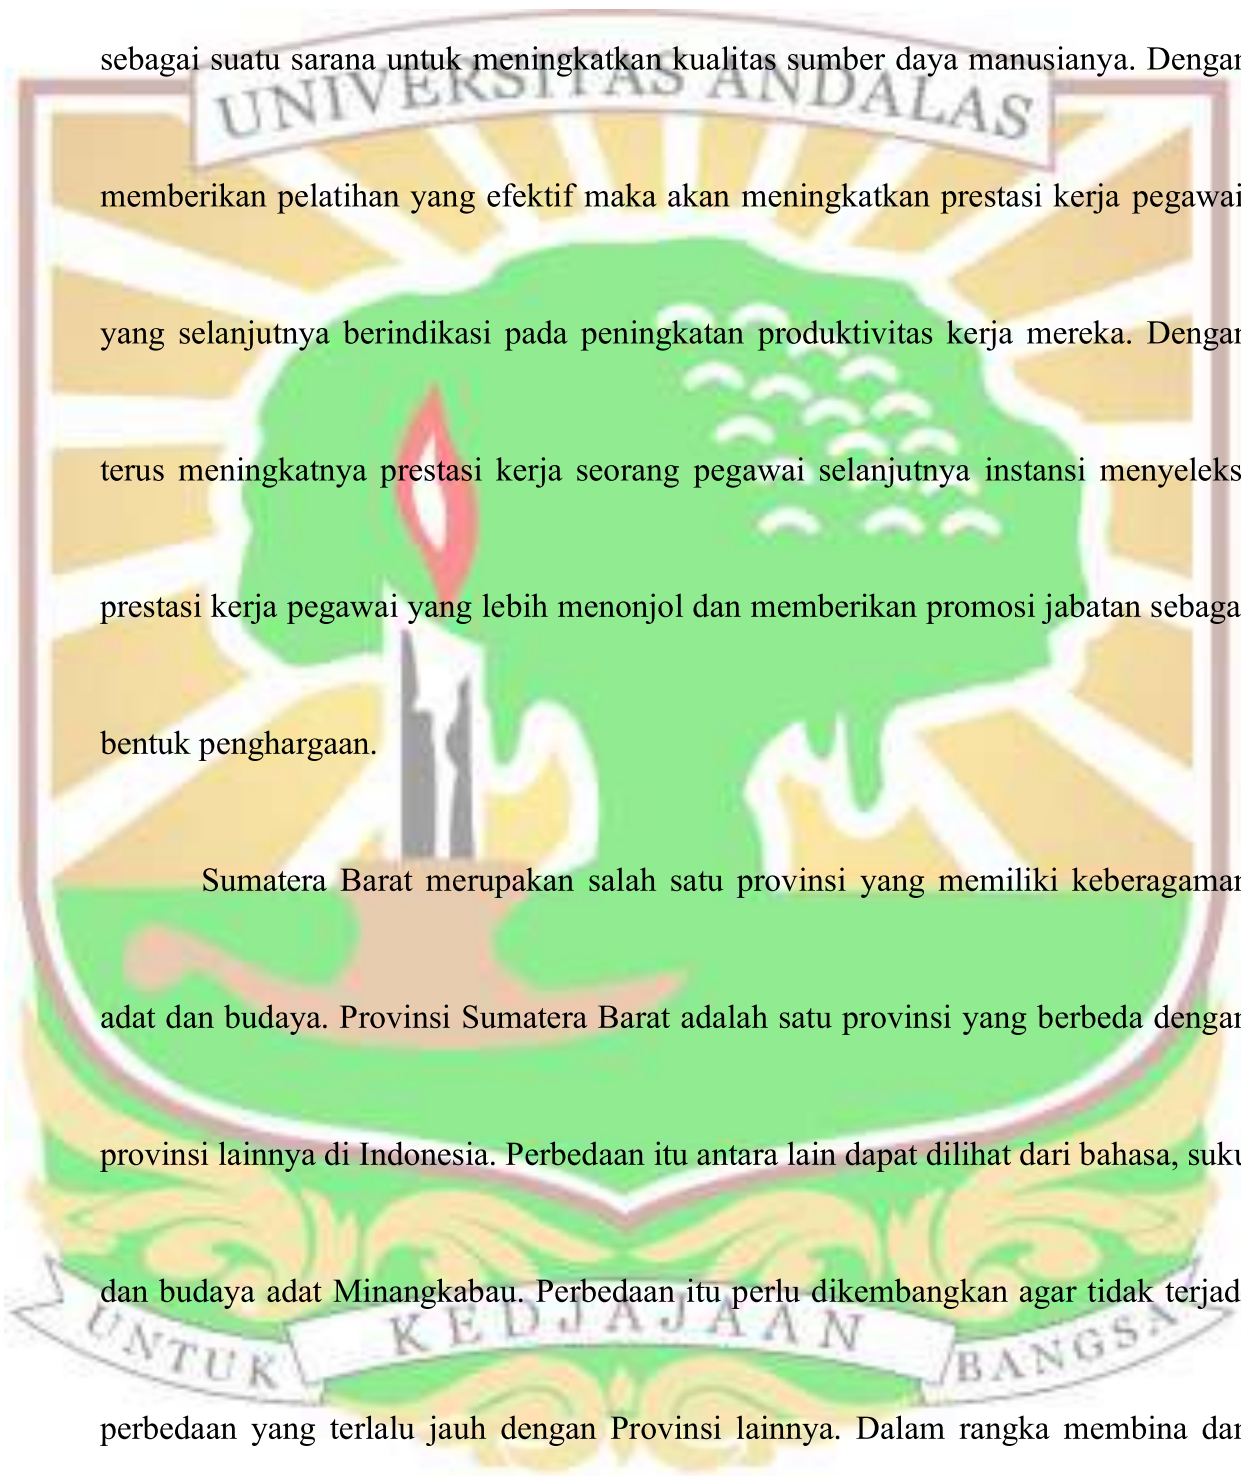 sebagai suatu sarana untuk meningkatkan kualitas sumber daya manusianya. Dengan
UNIVERSITAS ANDALAS
memberikan pelatihan yang efektif maka akan meningkatkan prestasi kerja pegawai
yang selanjutnya berindikasi pada peningkatan produktivitas kerja mereka. Dengan
terus meningkatnya prestasi kerja seorang pegawai selanjutnya instansi menyeleks
prestasi kerja pegawai yang lebih menonjol dan memberikan promosi jabatan sebaga
bentuk penghargaan.
Sumatera Barat merupakan salah satu provinsi yang memiliki keberagaman
adat dan budaya. Provinsi Sumatera Barat adalah satu provinsi yang berbeda dengan
provinsi lainnya di Indonesia. Perbedaan itu antara lain dapat dilihat dari bahasa, suku
dan budaya adat Minangkabau. Perbedaan itu perlu dikembangkan agar tidak terjad
UNTUK KEDJAJAAN BANGSA
perbedaan yang terlalu jauh dengan Provinsi lainnya. Dalam rangka membina dan